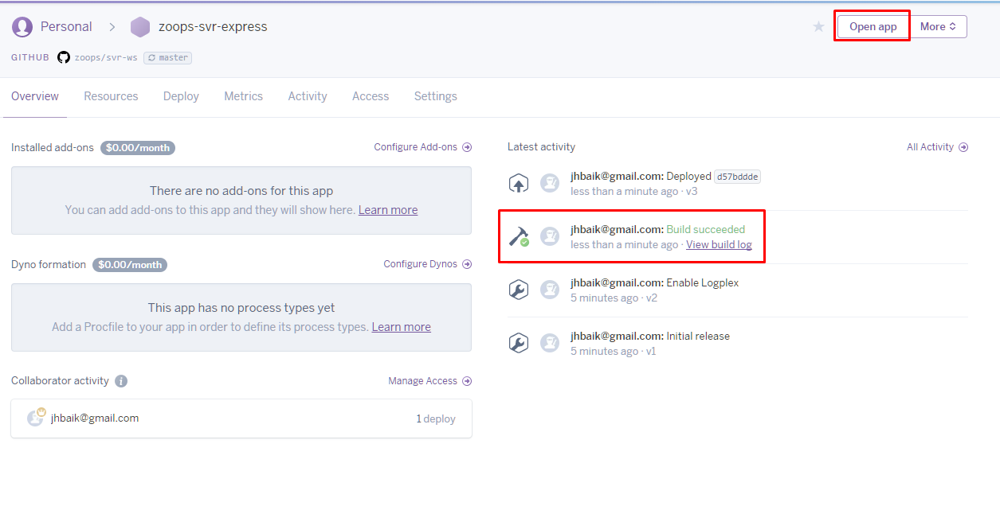 Personal > zoops-svr-express
Open app
More
GITHUB zoops/svr-ws master
Overview Resources Deploy Metrics Activity Access Settings
Installed add-ons $0.00/month
Configure Add-ons
There are no add-ons for this app
You can add add-ons to this app and they will show here. Learn more
Dyno formation $0.00/month
Configure Dynos
This app has no process types yet
Add a Procfile to your app in order to define its process types. Learn more
Collaborator activity i
Manage Access
jhbaik@gmail.com
1 deploy
Latest activity
All Activity
jhbaik@gmail.com: Deployed d57bddde
less than a minute ago · v3
jhbaik@gmail.com: Build succeeded
less than a minute ago · View build log
jhbaik@gmail.com: Enable Logplex
5 minutes ago · v2
jhbaik@gmail.com: Initial release
5 minutes ago · v1